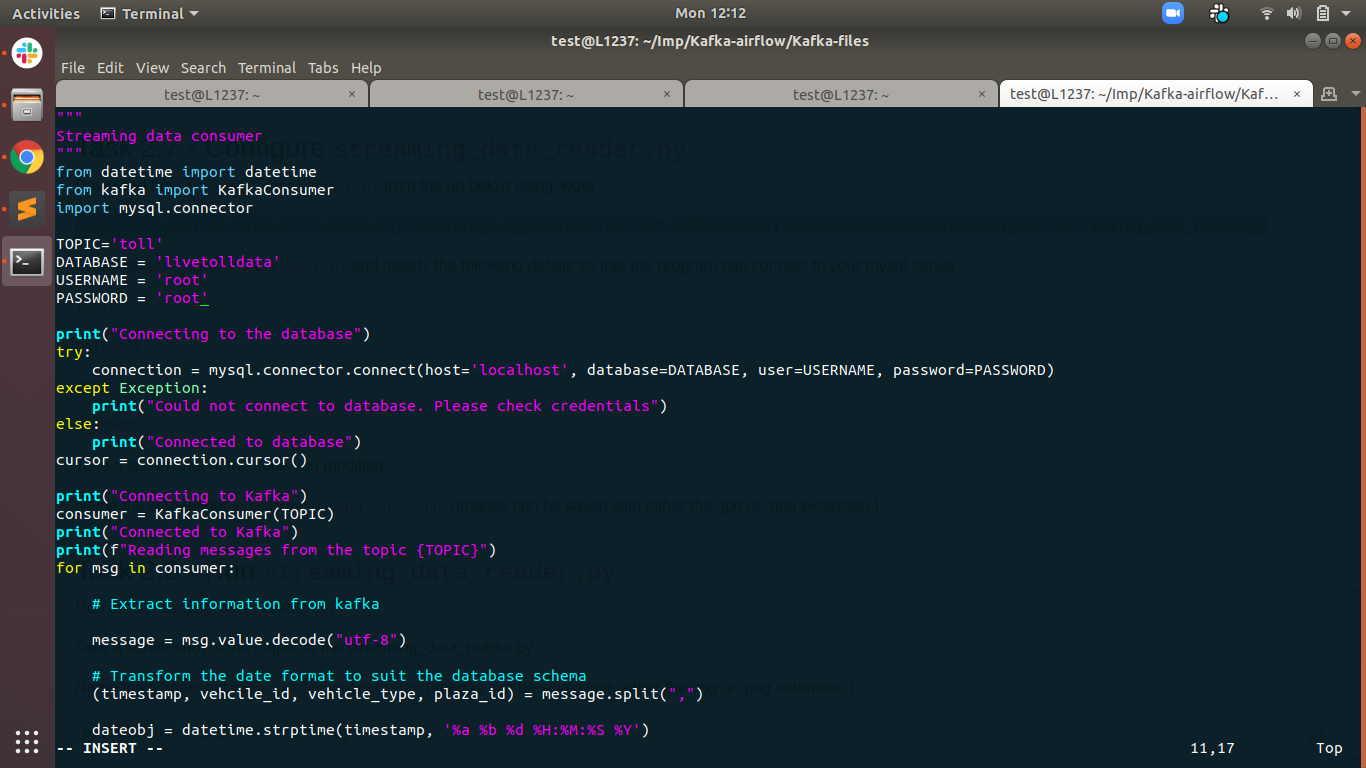 Activities Terminal Mon 12:12
test@L1237: ~/Imp/Kafka-airflow/Kafka-files
File Edit View Search Terminal Tabs Help
test@L1237: ~ × test@L1237: ~ × test@L1237: ~ × test@L1237: ~/Imp/Kafka-airflow/Kaf... ×
"""
Streaming data consumer
"""
from datetime import datetime
from kafka import KafkaConsumer
import mysql.connector
TOPIC='toll'
DATABASE = 'livetolldata'
USERNAME = 'root'
PASSWORD = 'root'
print("Connecting to the database")
try:
    connection = mysql.connector.connect(host='localhost', database=DATABASE, user=USERNAME, password=PASSWORD)
except Exception:
    print("Could not connect to database. Please check credentials")
else:
    print("Connected to database")
cursor = connection.cursor()
print("Connecting to Kafka")
consumer = KafkaConsumer(TOPIC)
print("Connected to Kafka")
print(f"Reading messages from the topic {TOPIC}")
for msg in consumer:
    # Extract information from kafka
    message = msg.value.decode("utf-8")
    # Transform the date format to suit the database schema
    (timestamp, vehcile_id, vehicle_type, plaza_id) = message.split(",")
    dateobj = datetime.strptime(timestamp, '%a %b %d %H:%M:%S %Y')
-- INSERT -- 11,17 Top